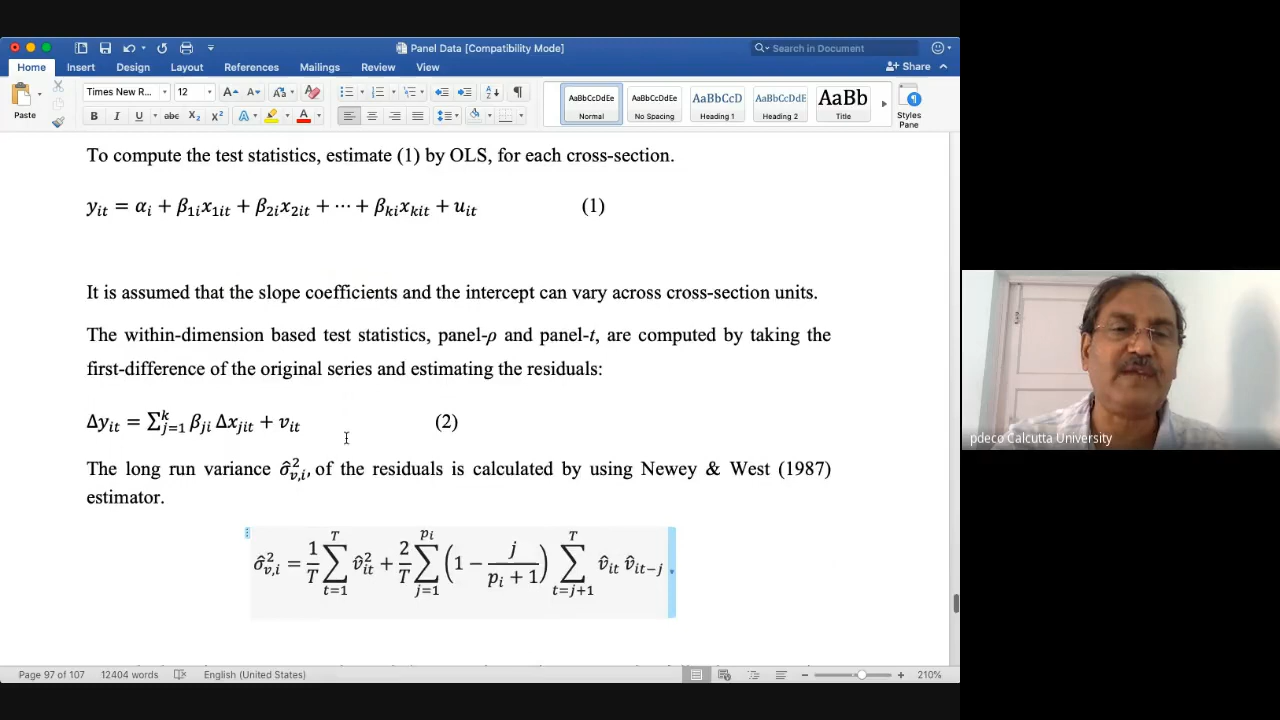 Panel Data [Compatibility Mode]
Search in Document
Home Insert Design Layout References Mailings Review View
Share
Paste
Times New R... 12
AaBbCcDdEe AaBbCcDdEe AaBbCcD AaBbCcDdE AaBb
Normal No Spacing Heading 1 Heading 2 Title
Styles Pane
To compute the test statistics, estimate (1) by OLS, for each cross-section.
yᵢₜ = αᵢ + β₁ᵢx₁ᵢₜ + β₂ᵢx₂ᵢₜ + ⋯ + βₖᵢxₖᵢₜ + uᵢₜ (1)
It is assumed that the slope coefficients and the intercept can vary across cross-section units.
The within-dimension based test statistics, panel-ρ and panel-t, are computed by taking the
first-difference of the original series and estimating the residuals:
Δyᵢₜ = ∑ⱼ₌₁ᵏ βⱼᵢ Δxⱼᵢₜ + vᵢₜ (2)
The long run variance σ̂²ᵥ,ᵢ, of the residuals is calculated by using Newey & West (1987)
estimator.
σ̂²ᵥ,ᵢ = 1/T ∑ₜ₌₁ᵀ v̂²ᵢₜ + 2/T ∑ⱼ₌₁^pᵢ (1 − j/(pᵢ + 1)) ∑ₜ₌ⱼ₊₁ᵀ v̂ᵢₜ v̂ᵢₜ₋ⱼ
pdeco Calcutta University
Page 97 of 107 12404 words English (United States) 210%